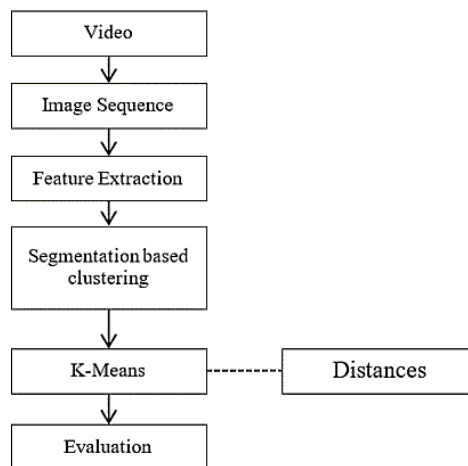 Video
Image Sequence
Feature Extraction
Segmentation based
clustering
K-Means
Distances
Evaluation